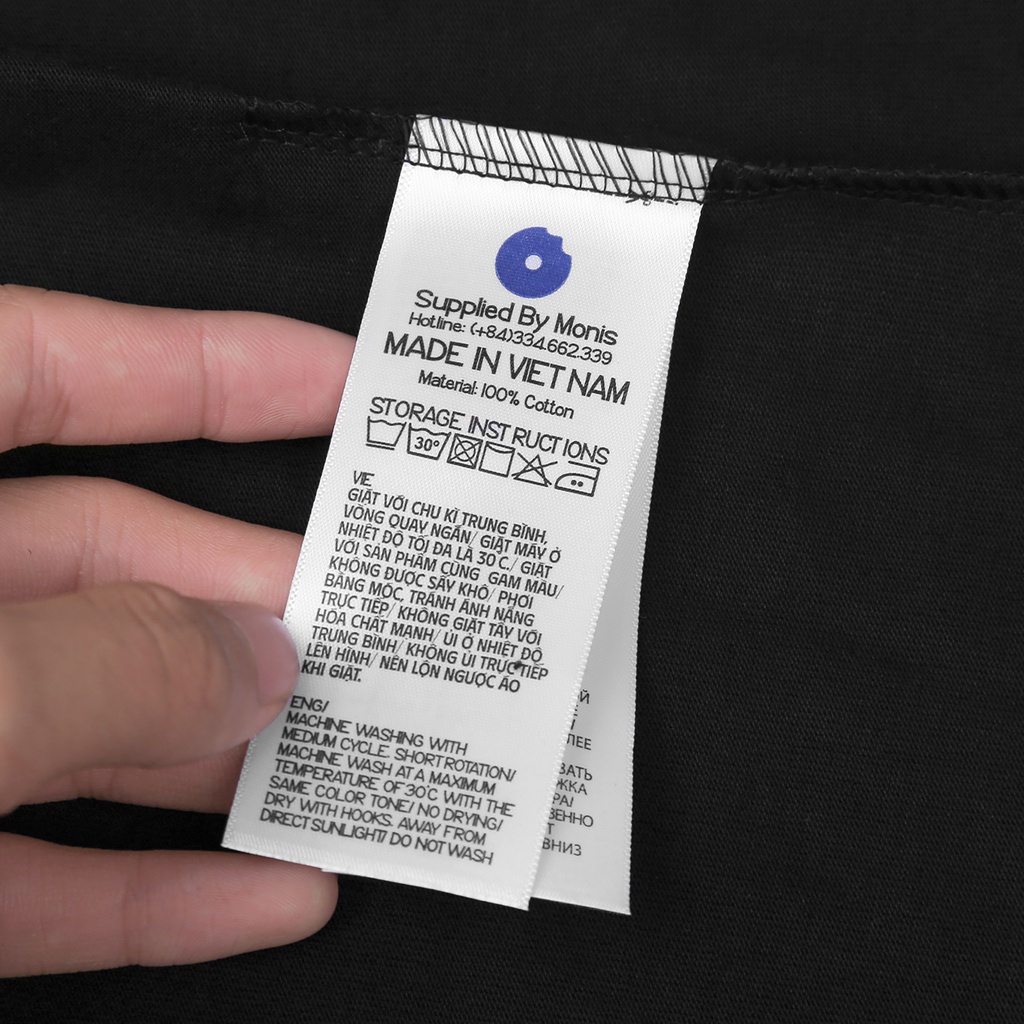 Supplied By Monis
Hotline: (+84)334.662.339
MADE IN VIET NAM
Material: 100% Cotton
STORAGE INSTRUCTIONS
30°
VIE
GIẶT VỚI CHU KÌ TRUNG BÌNH,
VÒNG QUAY NGẮN/ GIẶT MÁY Ở
NHIỆT ĐỘ TỐI ĐA LÀ 30°C./ GIẶT
VỚI SẢN PHẨM CÙNG GAM MÀU/
KHÔNG ĐƯỢC SẤY KHÔ/ PHƠI
BẰNG MÓC, TRÁNH ÁNH NẮNG
TRỰC TIẾP/ KHÔNG GIẶT TẨY VỚI
HÓA CHẤT MẠNH/ ỦI Ở NHIỆT ĐỘ
TRUNG BÌNH/ KHÔNG ỦI TRỰC TIẾP
LÊN HÌNH/ NÊN LỘN NGƯỢC ÁO
KHI GIẶT.
ENG/
MACHINE WASHING WITH
MEDIUM CYCLE. SHORT ROTATION/
MACHINE WASH AT A MAXIMUM
TEMPERATURE OF 30°C WITH THE
SAME COLOR TONE/ NO DRYING/
DRY WITH HOOKS. AWAY FROM
DIRECT SUNLIGHT/ DO NOT WASH